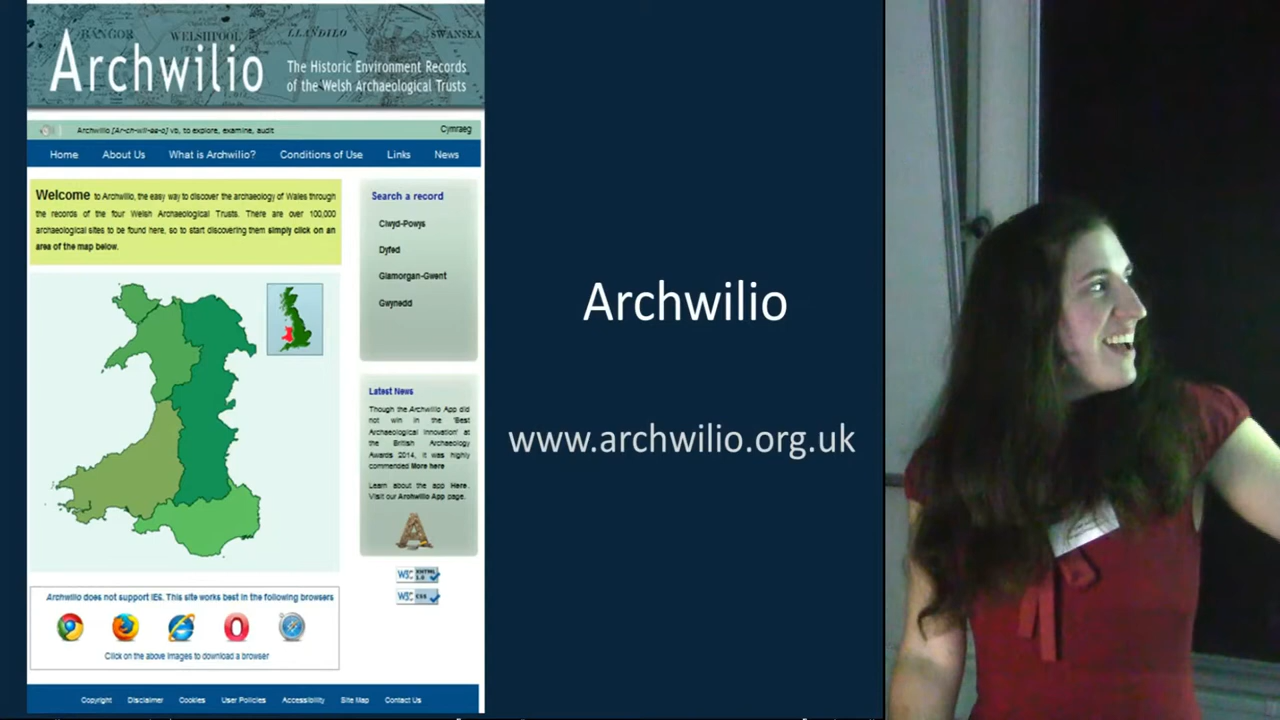 BANGOR WELSHPOOL LLANDILO SWANSEA
Archwilio
The Historic Environment Records
of the Welsh Archaeological Trusts
Archwilio [Ar-ch-wil-ee-o] vb, to explore, examine, audit
Cymraeg
Home About Us What is Archwilio? Conditions of Use Links News
Welcome to Archwilio, the easy way to discover the archaeology of Wales through
the records of the four Welsh Archaeological Trusts. There are over 100,000
archaeological sites to be found here, so to start discovering them simply click on an
area of the map below.
Search a record
Clwyd-Powys
Dyfed
Glamorgan-Gwent
Gwynedd
Latest News
Though the Archwilio App did
not win in the 'Best
Archaeological Innovation' at
the British Archaeology
Awards 2014, it was highly
commended More here
Learn about the app Here.
Visit our Archwilio App page.
W3C XHTML 1.0
W3C CSS
Archwilio does not support IE6. This site works best in the following browsers
Click on the above images to download a browser
Copyright Disclaimer Cookies User Policies Accessibility Site Map Contact Us
Archwilio
www.archwilio.org.uk